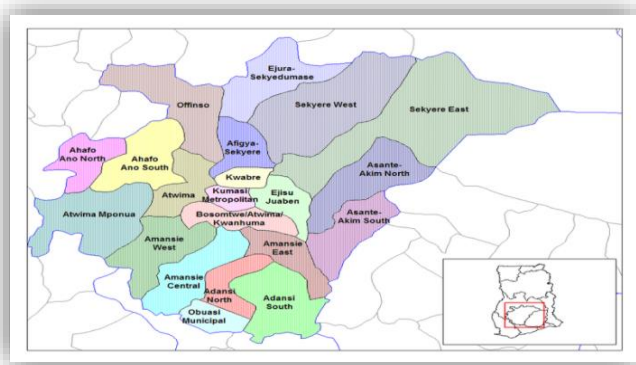 Ejura-
Sekyedumase
Offinso
Sekyere West
Sekyere East
Afigya-
Sekyere
Ahafo
Ano North
Ahafo
Ano South
Kwabre
Asante-
Akim North
Atwima
Kumasi
Metropolitan
Ejisu
Juaben
Atwima Mponua
Bosomtwe/Atwima/
Kwanhuma
Asante-
Akim South
Amansie
West
Amansie
East
Amansie
Central
Adansi
North
Adansi
South
Obuasi
Municipal